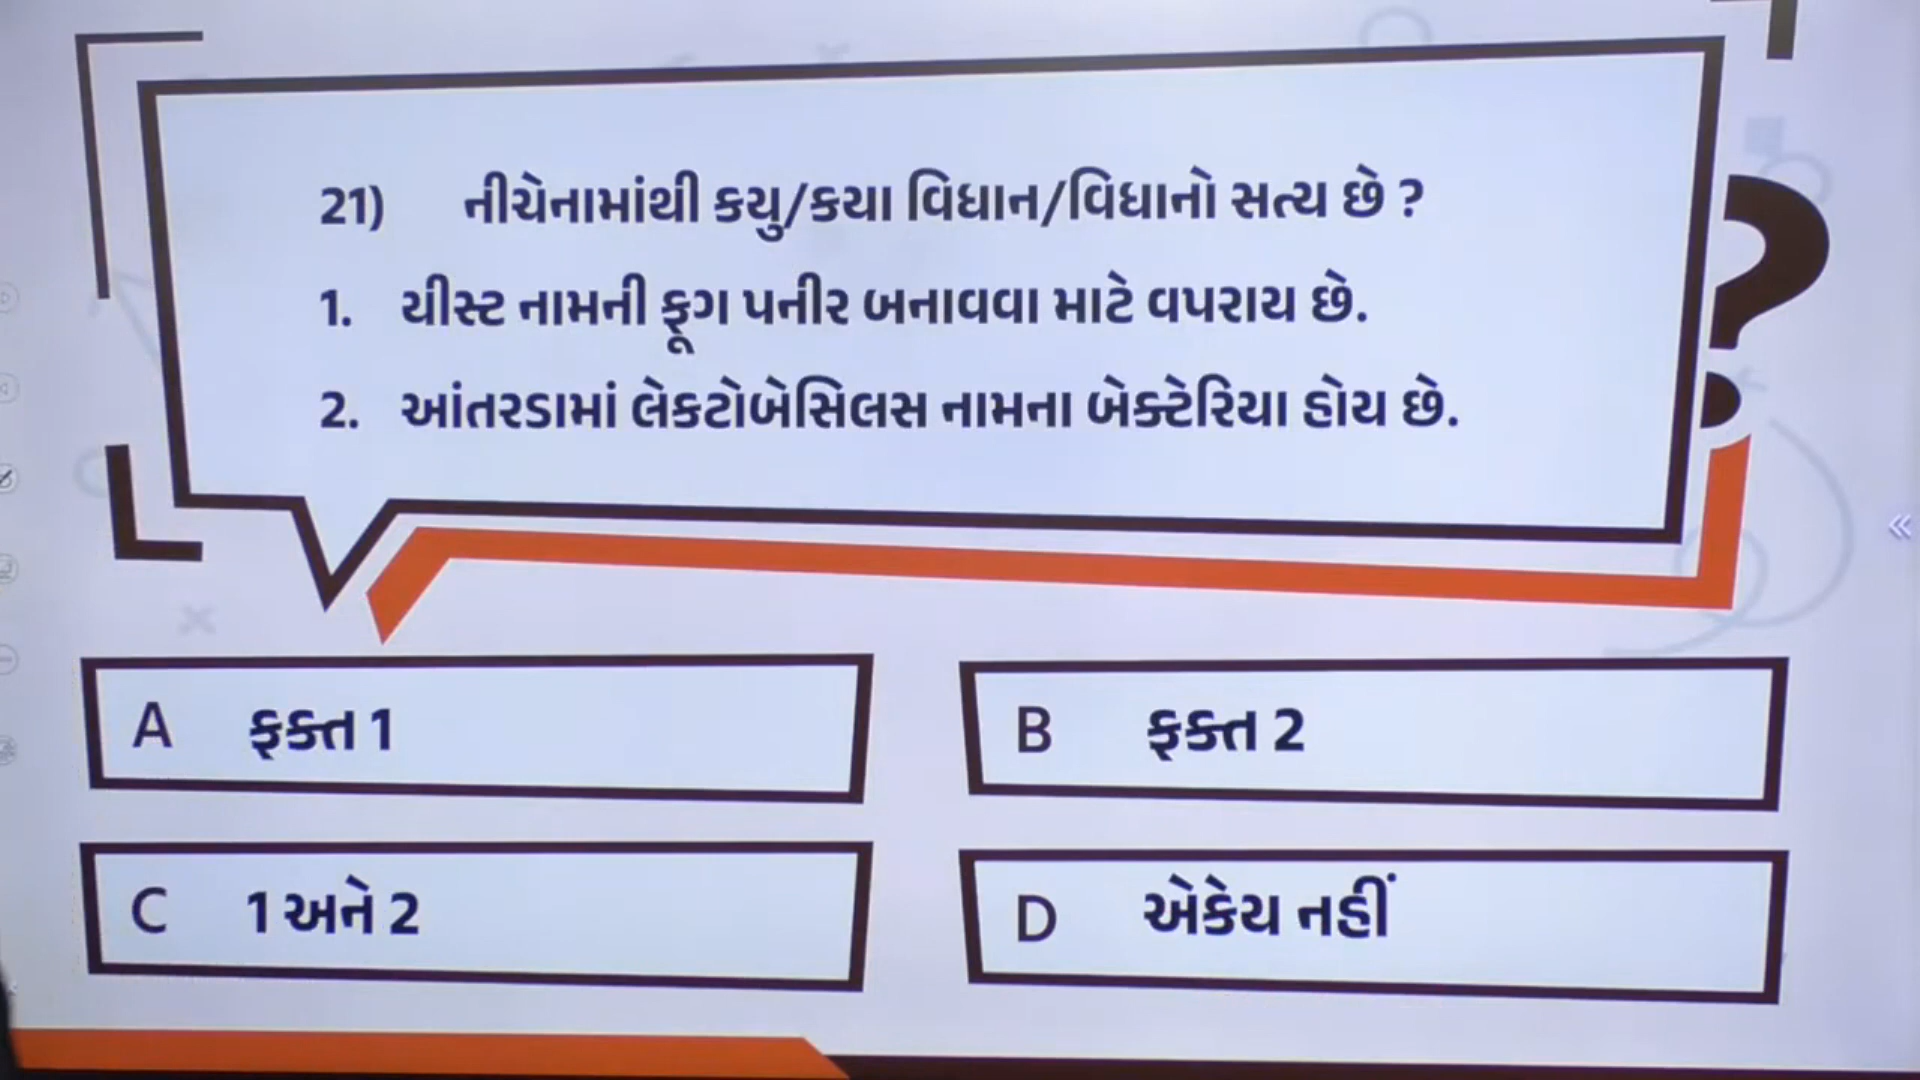 21) નીચેનામાંથી કયુ/કયા વિધાન/વિધાનો સત્ય છે ?
1. યીસ્ટ નામની ફૂગ પનીર બનાવવા માટે વપરાય છે.
2. આંતરડામાં લેકટોબેસિલસ નામના બેક્ટેરિયા હોય છે.
A ફક્ત 1
B ફક્ત 2
C 1 અને 2
D એકેય નહીં